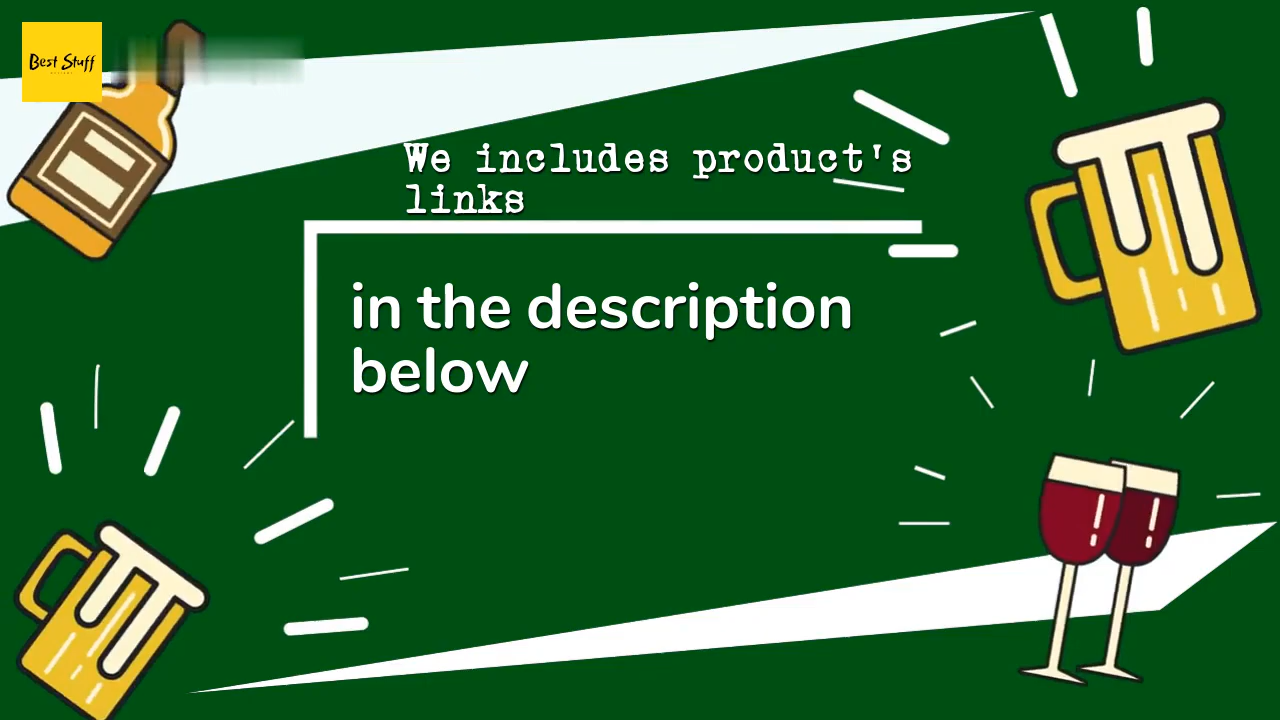 Best Stuff
We includes product's
links
in the description
below